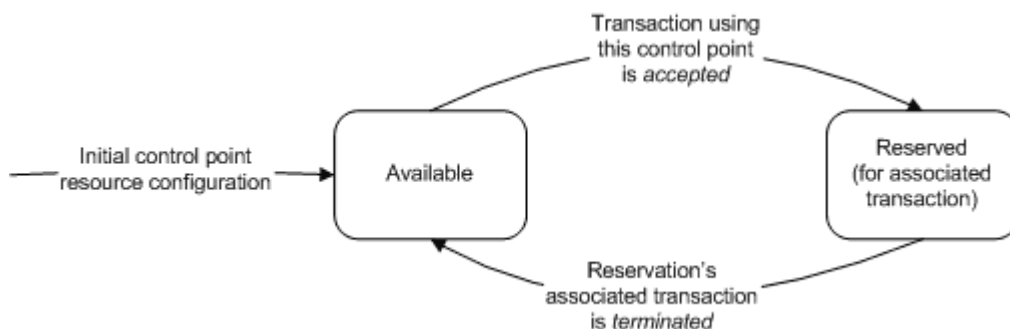 Transaction using
this control point
is accepted
Initial control point
resource configuration
Available
Reserved
(for associated
transaction)
Reservation's
associated transaction
is terminated